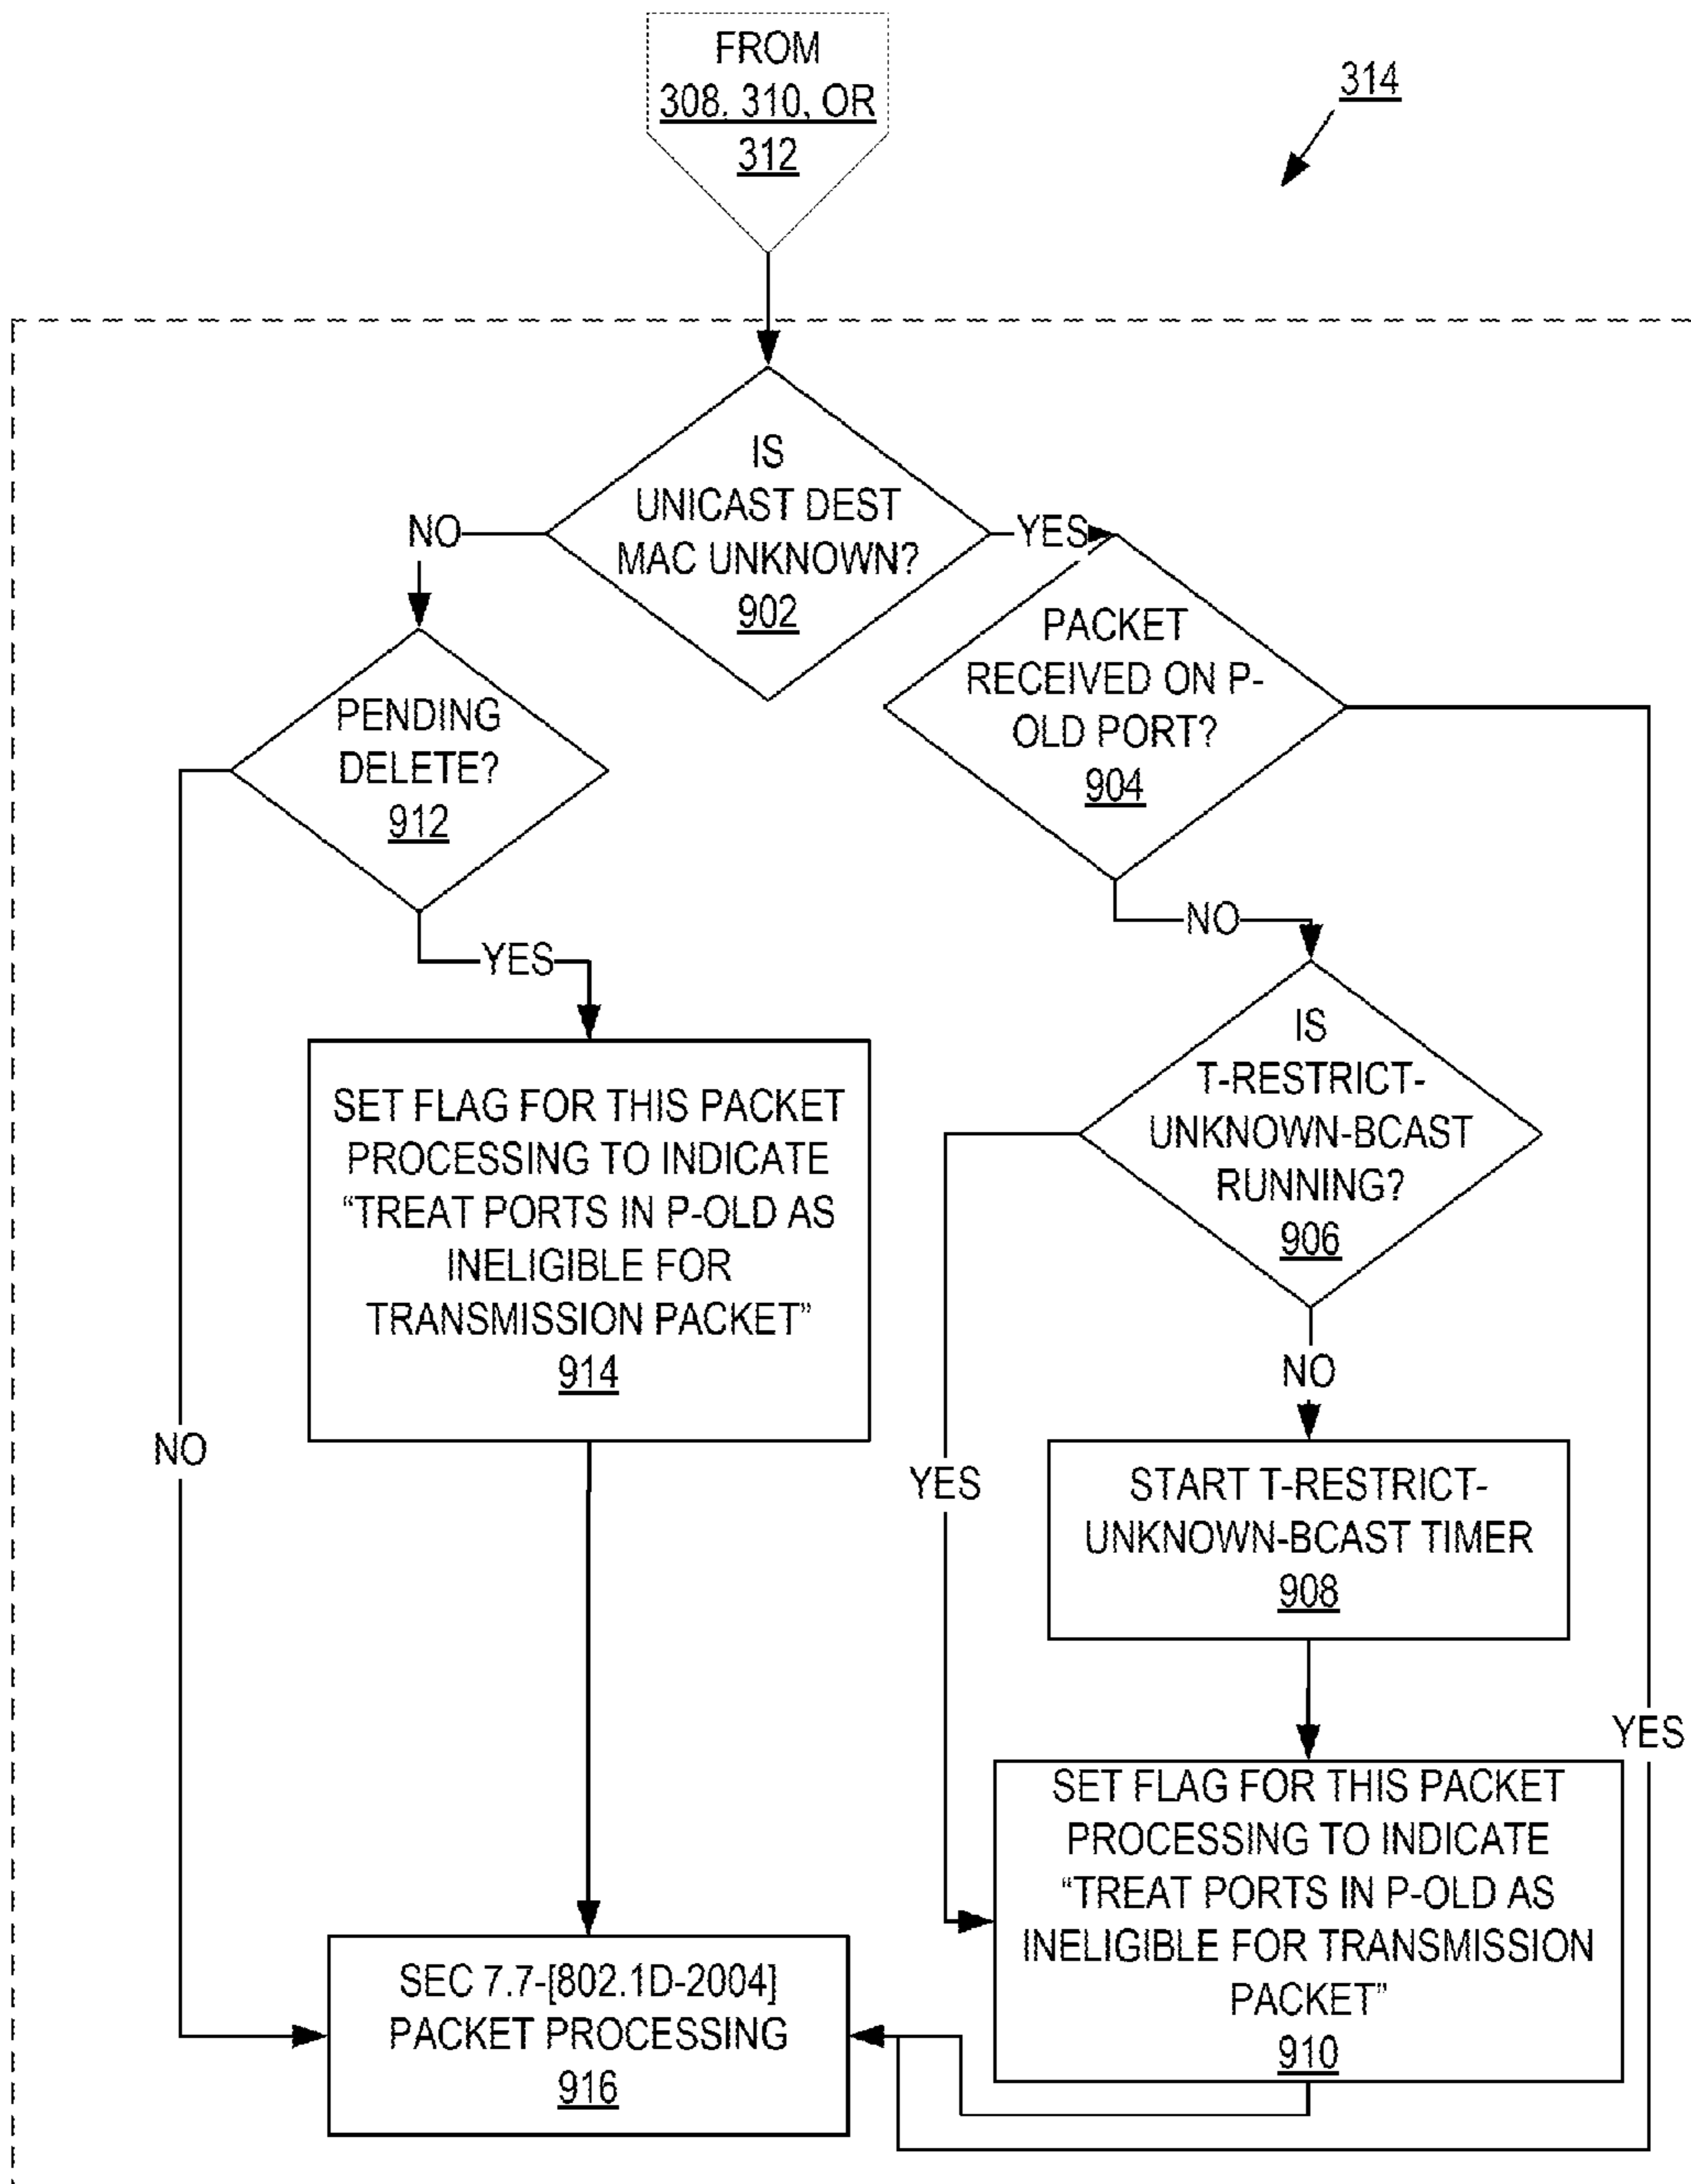 FROM
308, 310, OR
312
314
IS
UNICAST DEST
MAC UNKNOWN?
902
NO
YES
PENDING
DELETE?
912
PACKET
RECEIVED ON P-
OLD PORT?
904
NO
YES
IS
T-RESTRICT-
UNKNOWN-BCAST
RUNNING?
906
SET FLAG FOR THIS PACKET
PROCESSING TO INDICATE
“TREAT PORTS IN P-OLD AS
INELIGIBLE FOR
TRANSMISSION PACKET”
914
NO
NO
YES
START T-RESTRICT-
UNKNOWN-BCAST TIMER
908
YES
SET FLAG FOR THIS PACKET
PROCESSING TO INDICATE
“TREAT PORTS IN P-OLD AS
INELIGIBLE FOR TRANSMISSION
PACKET”
910
SEC 7.7-[802.1D-2004]
PACKET PROCESSING
916